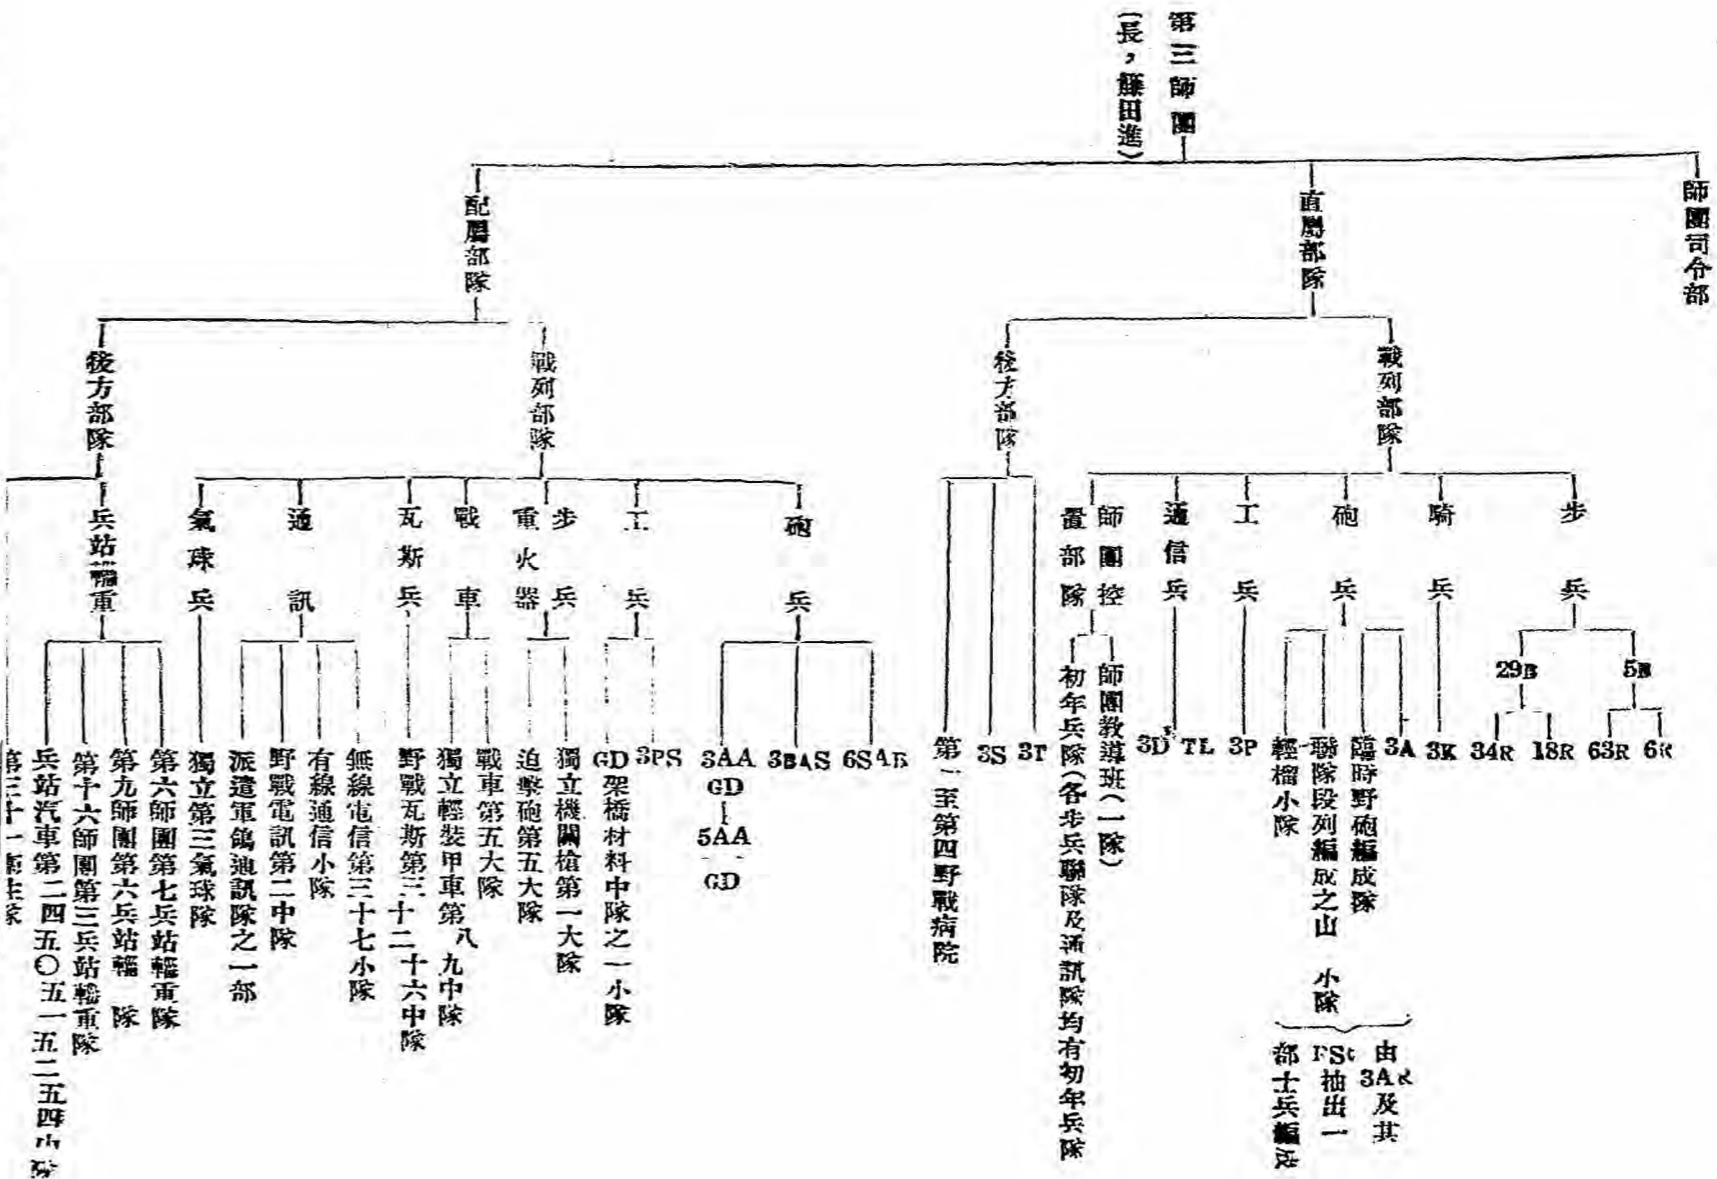 第三師團
(長，藤田進)
師團司令部
直屬部隊
配屬部隊
戰列部隊
後方部隊
戰列部隊
後方部隊
步兵
騎兵
砲兵
工兵
通信兵
師團控
置部隊
砲兵
工兵
步兵
重火器
戰車
瓦斯兵
通訊
氣球兵
兵站輜重
5B
29B
6R
63R
18R
34R
3K
3A
臨時野砲編成隊
聯隊段列編成之山 小隊
輕榴小隊
由3AR及其
抽出一
部士兵編成
3P
3D TL
師團教導班(一隊)
初年兵隊(各步兵聯隊及通訊隊均有初年兵隊
3T
3S
第一至第四野戰病院
3BAS
3AA
GD
5AA
GD
3PS
GD架橋材料中隊之一小隊
獨立機關槍第一大隊
迫擊砲第五大隊
戰車第五大隊
獨立輕裝甲車第八 九中隊
野戰瓦斯第三 十二 十六中隊
無線電信第三十七小隊
有線通信小隊
野戰電訊第二中隊
派遣軍鴿通訊隊之一部
獨立第三氣球隊
第六師團第七兵站輜重隊
第九師團第六兵站輜 隊
第十六師團第三兵站輜重隊
兵站汽車第二四五〇五一五二五四中隊